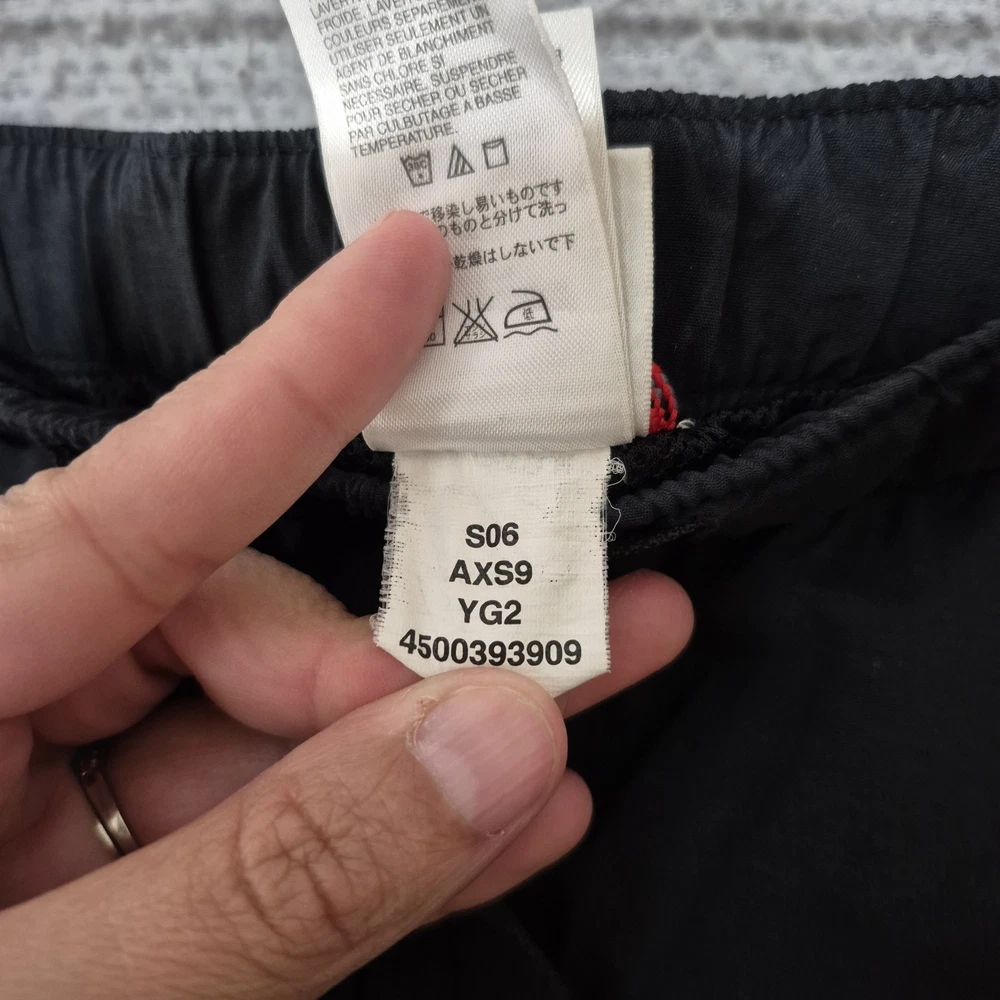 FROIDE, LAVER
COULEURS SEPAREMENT
UTILISER SEULEMENT UN
AGENT DE BLANCHIMENT
SANS CHLORE SI
NECESSAIRE, SUSPENDRE
POUR SECHER OU SECHER
PAR CULBUTAGE A BASSE
TEMPERATURE.
移染し易いものです
のものと分けて洗っ
乾燥はしないで下
低
S06
AXS9
YG2
4500393909